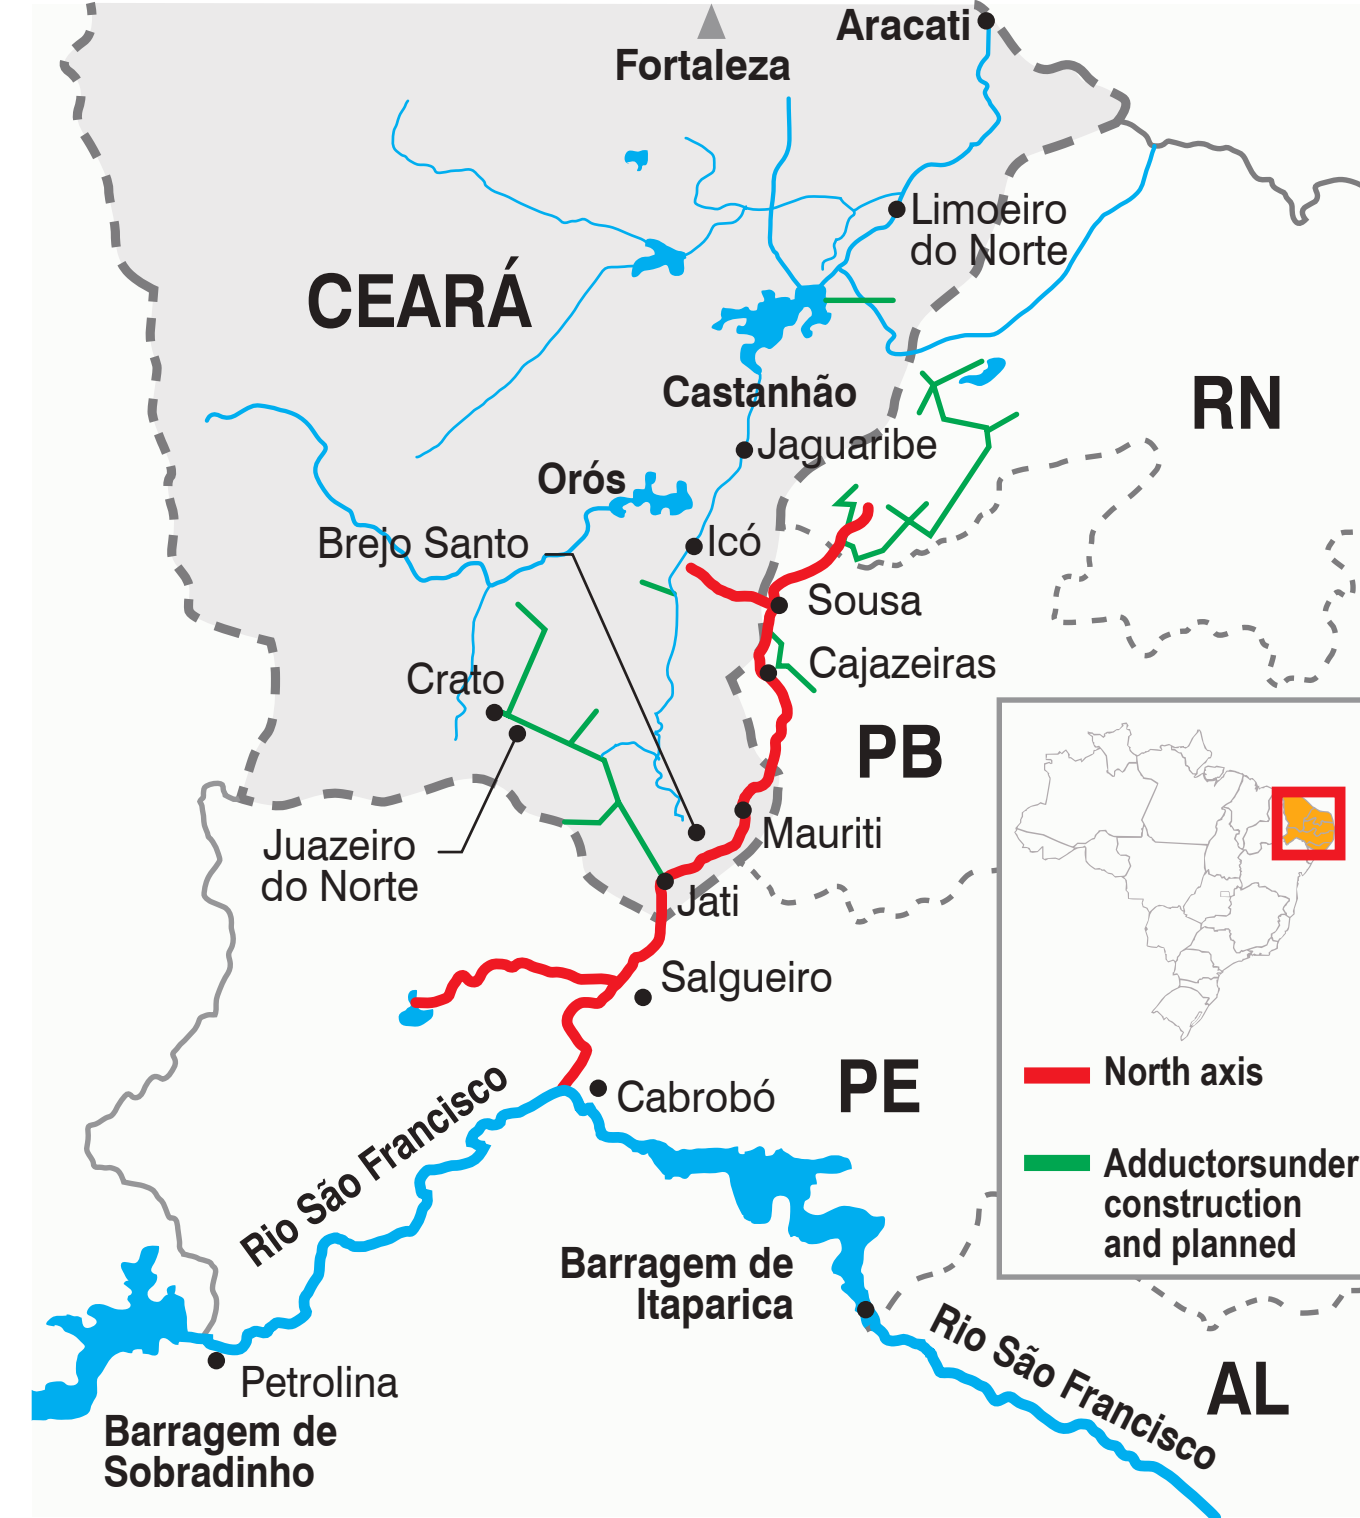 Aracati
Fortaleza
Limoeiro
do Norte
CEARÁ
Castanhão
RN
Jaguaribe
Orós
Brejo Santo
Icó
Sousa
Cajazeiras
Crato
PB
Mauriti
Juazeiro
do Norte
Jati
Salgueiro
Cabrobó
PE
North axis
Rio São Francisco
Adductorsunder
construction
and planned
Barragem de
Itaparica
Rio São Francisco
AL
Petrolina
Barragem de
Sobradinho